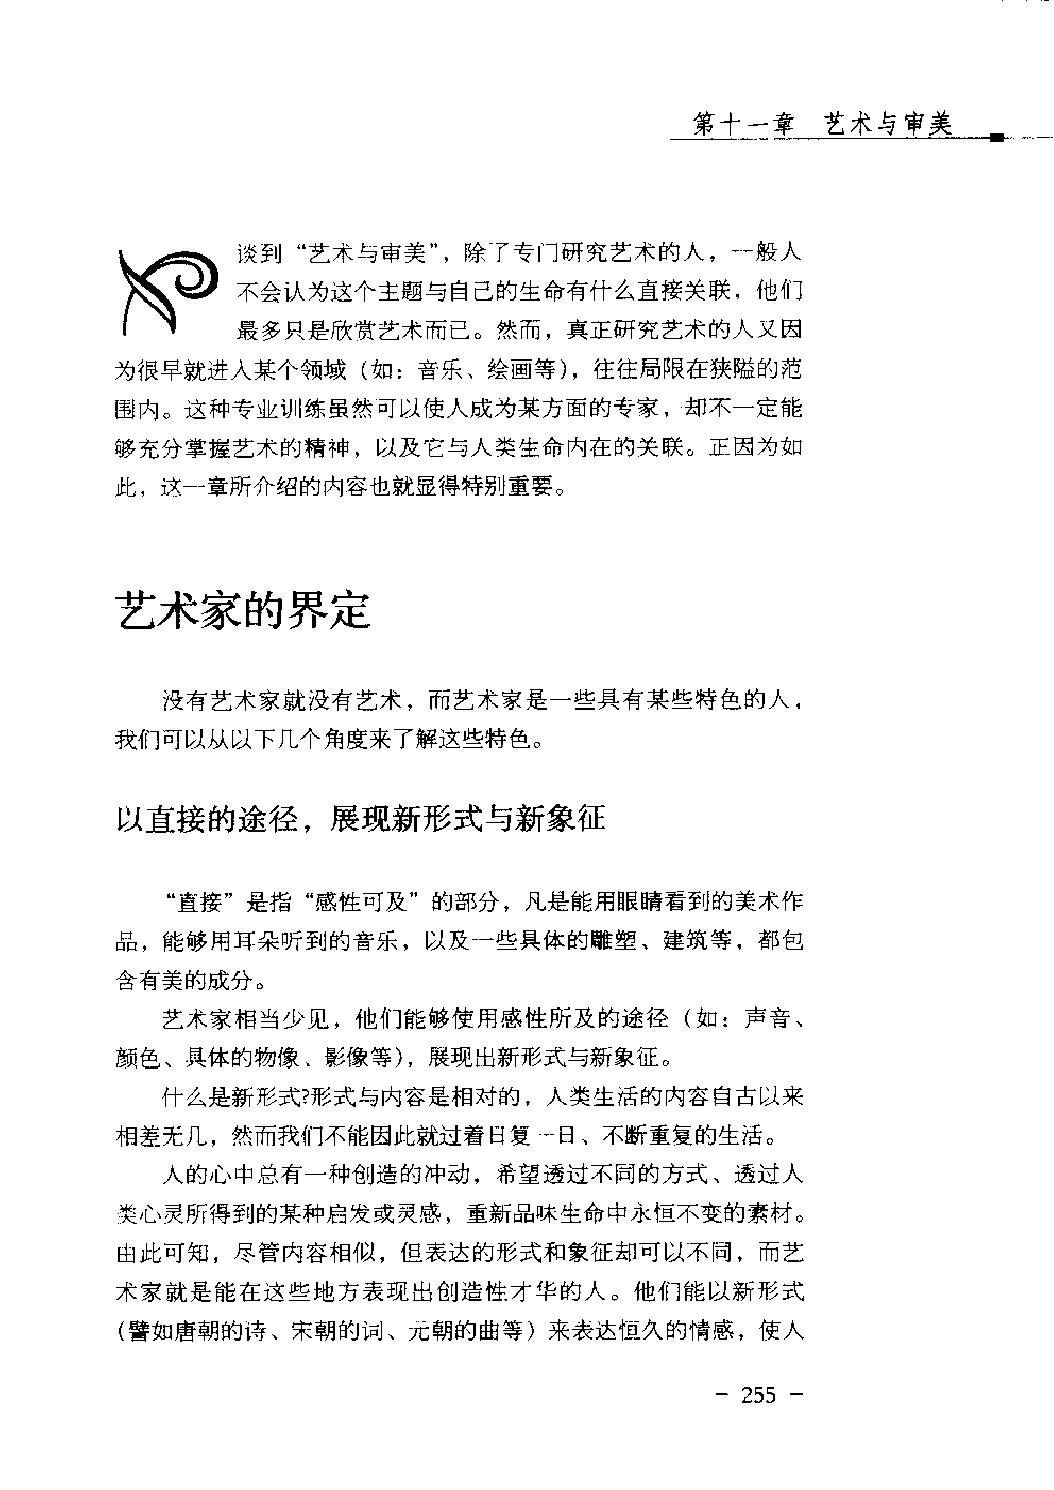 第十一章 艺术与审美
谈到“艺术与审美”，除了专门研究艺术的人，一般人
不会认为这个主题与自己的生命有什么直接关联，他们
最多只是欣赏艺术而已。然而，真正研究艺术的人又因
为很早就进入某个领域（如：音乐、绘画等），往往局限在狭隘的范
围内。这种专业训练虽然可以使人成为某方面的专家，却不一定能
够充分掌握艺术的精神，以及它与人类生命内在的关联。正因为如
此，这一章所介绍的内容也就显得特别重要。
艺术家的界定
没有艺术家就没有艺术，而艺术家是一些具有某些特色的人，
我们可以从以下几个角度来了解这些特色。
以直接的途径，展现新形式与新象征
“直接”是指“感性可及”的部分，凡是能用眼睛看到的美术作
品，能够用耳朵听到的音乐，以及一些具体的雕塑、建筑等，都包
含有美的成分。
艺术家相当少见，他们能够使用感性所及的途径（如：声音、
颜色、具体的物像、影像等），展现出新形式与新象征。
什么是新形式?形式与内容是相对的，人类生活的内容自古以来
相差无几，然而我们不能因此就过着日复一日、不断重复的生活。
人的心中总有一种创造的冲动，希望透过不同的方式、透过人
类心灵所得到的某种启发或灵感，重新品味生命中永恒不变的素材。
由此可知，尽管内容相似，但表达的形式和象征却可以不同，而艺
术家就是能在这些地方表现出创造性才华的人。他们能以新形式
（譬如唐朝的诗、宋朝的词、元朝的曲等）来表达恒久的情感，使人
－ 255 －